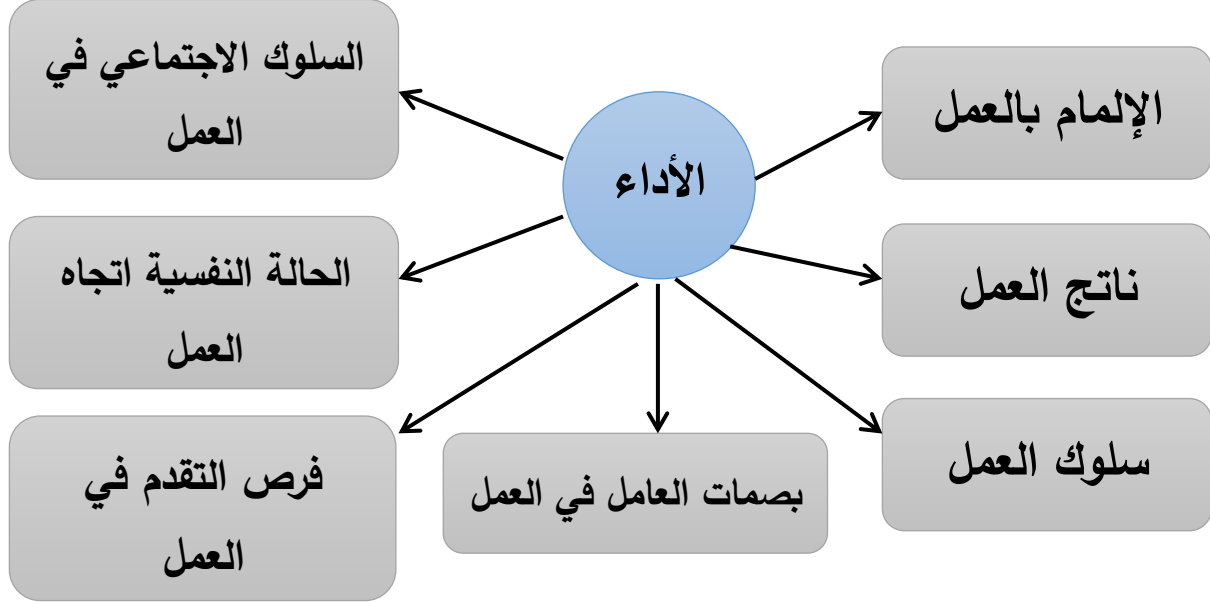 السلوك الاجتماعي في
العمل
الإلمام بالعمل
الأداء
ناتج العمل
الحالة النفسية اتجاه
العمل
سلوك العمل
بصمات العامل في العمل
فرص التقدم في
العمل